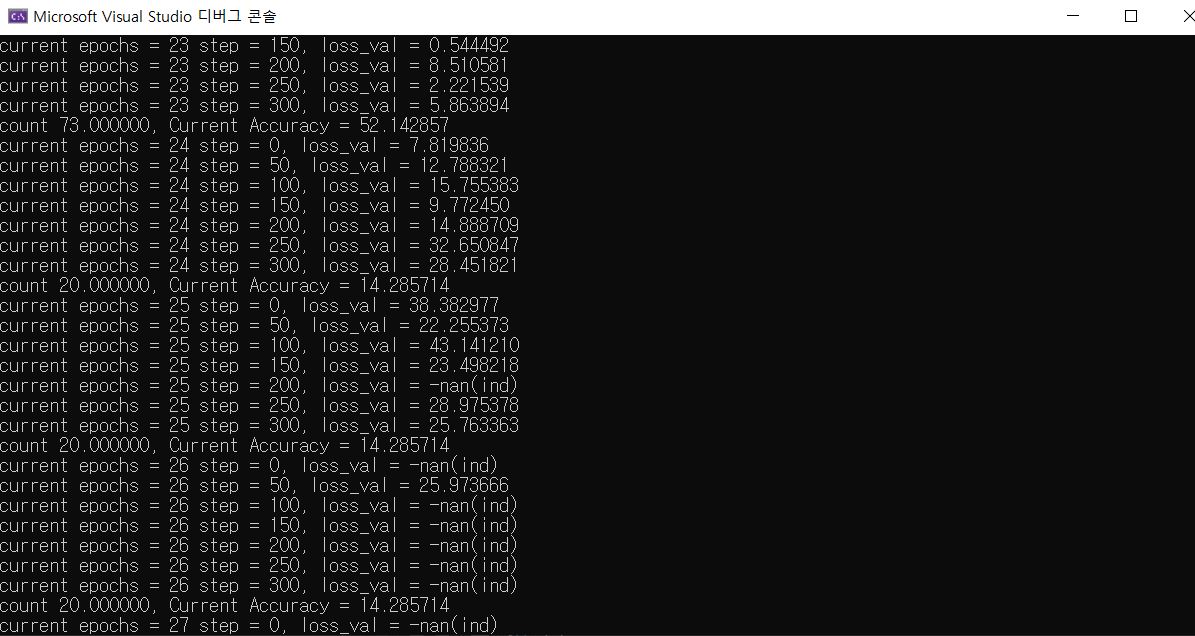 Microsoft Visual Studio 디버그 콘솔
current epochs = 23 step = 150, loss_val = 0.544492
current epochs = 23 step = 200, loss_val = 8.510581
current epochs = 23 step = 250, loss_val = 2.221539
current epochs = 23 step = 300, loss_val = 5.863894
count 73.000000, Current Accuracy = 52.142857
current epochs = 24 step = 0, loss_val = 7.819836
current epochs = 24 step = 50, loss_val = 12.788321
current epochs = 24 step = 100, loss_val = 15.755383
current epochs = 24 step = 150, loss_val = 9.772450
current epochs = 24 step = 200, loss_val = 14.888709
current epochs = 24 step = 250, loss_val = 32.650847
current epochs = 24 step = 300, loss_val = 28.451821
count 20.000000, Current Accuracy = 14.285714
current epochs = 25 step = 0, loss_val = 38.382977
current epochs = 25 step = 50, loss_val = 22.255373
current epochs = 25 step = 100, loss_val = 43.141210
current epochs = 25 step = 150, loss_val = 23.498218
current epochs = 25 step = 200, loss_val = -nan(ind)
current epochs = 25 step = 250, loss_val = 28.975378
current epochs = 25 step = 300, loss_val = 25.763363
count 20.000000, Current Accuracy = 14.285714
current epochs = 26 step = 0, loss_val = -nan(ind)
current epochs = 26 step = 50, loss_val = 25.973666
current epochs = 26 step = 100, loss_val = -nan(ind)
current epochs = 26 step = 150, loss_val = -nan(ind)
current epochs = 26 step = 200, loss_val = -nan(ind)
current epochs = 26 step = 250, loss_val = -nan(ind)
current epochs = 26 step = 300, loss_val = -nan(ind)
count 20.000000, Current Accuracy = 14.285714
current epochs = 27 step = 0, loss_val = -nan(ind)